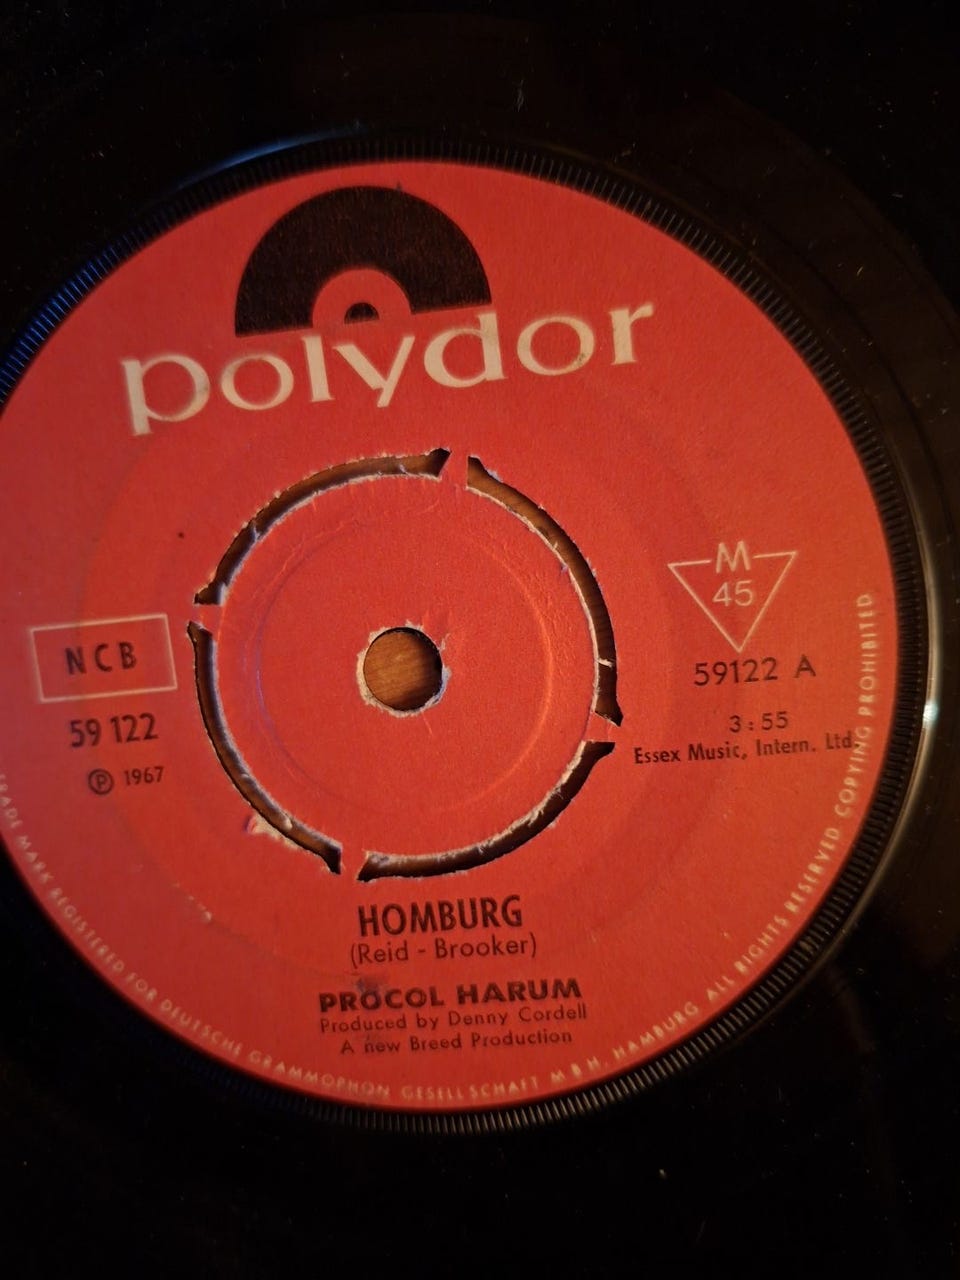 polydor
NCB
59 122
Ⓟ 1967
M
45
59122 A
3:55
Essex Music, Intern. Ltd.
HOMBURG
(Reid - Brooker)
PROCOL HARUM
Produced by Denny Cordell
A new Breed Production
TRADE MARK REGISTERED FOR DEUTSCHE GRAMMOPHON GESELLSCHAFT M B H, HAMBURG ALL RIGHTS RESERVED COPYING PROHIBITED